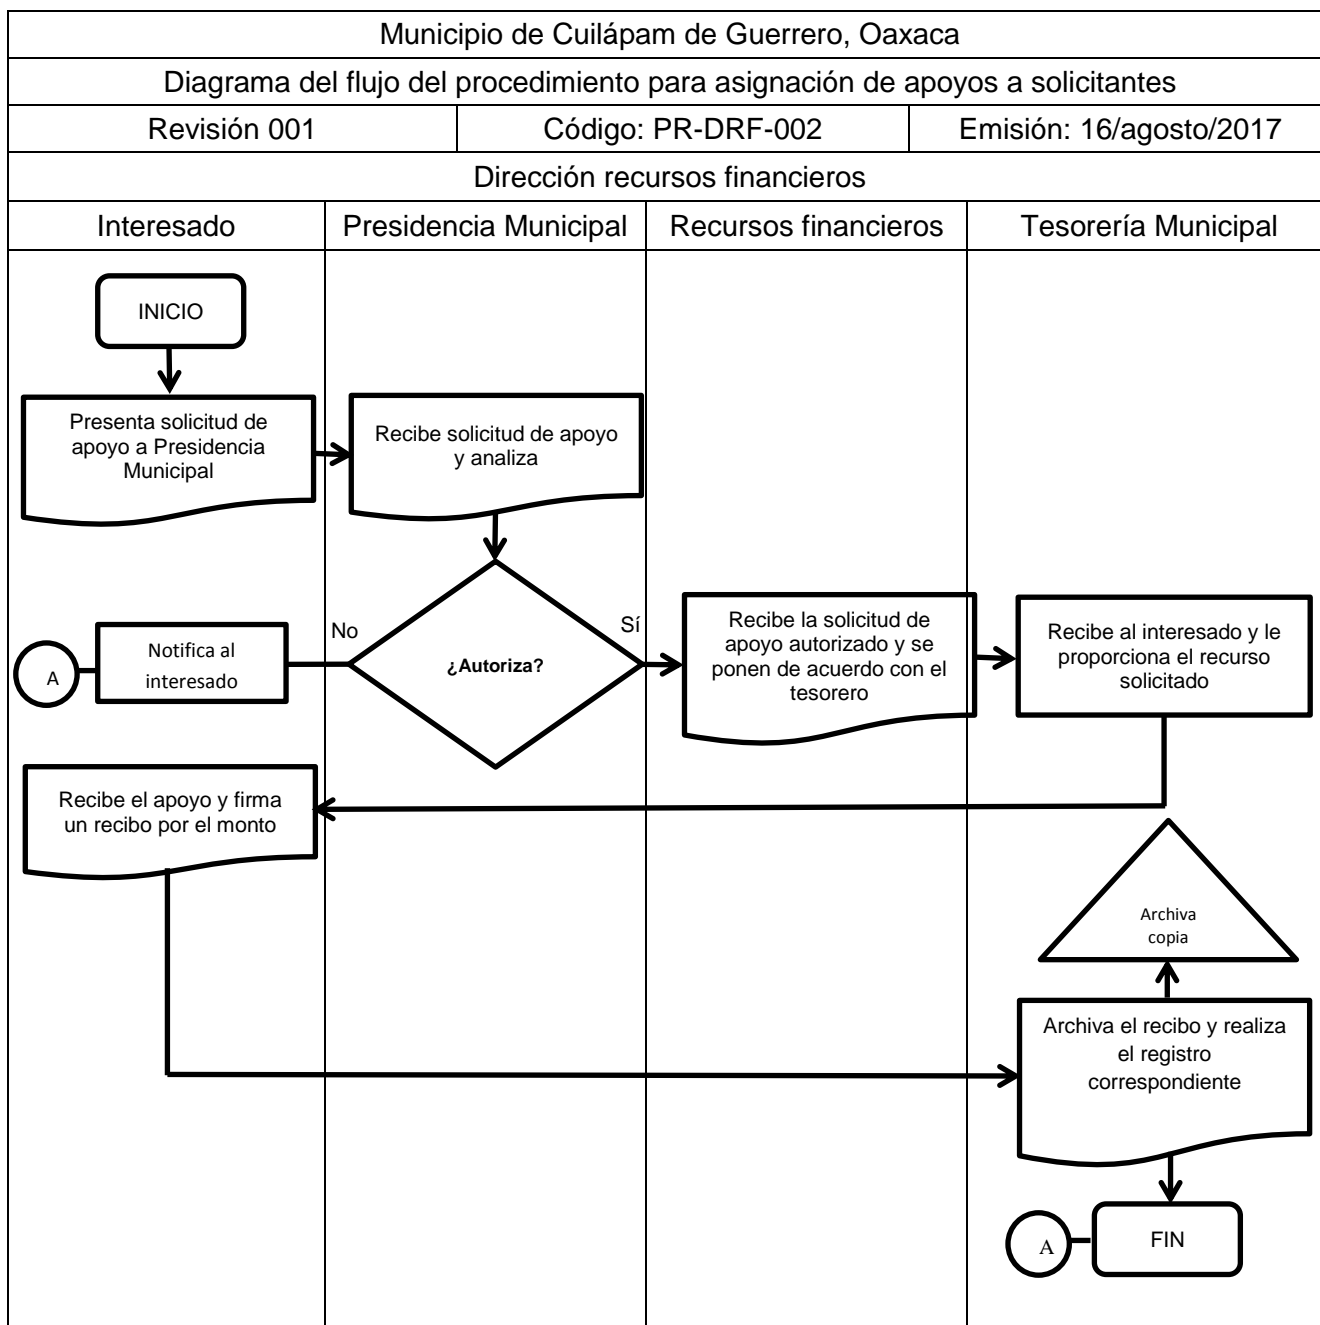 Municipio de Cuilápam de Guerrero, Oaxaca
Diagrama del flujo del procedimiento para asignación de apoyos a solicitantes
Revisión 001
Código: PR-DRF-002
Emisión: 16/agosto/2017
Dirección recursos financieros
Interesado
Presidencia Municipal
Recursos financieros
Tesorería Municipal
INICIO
Presenta solicitud de
apoyo a Presidencia
Municipal
Recibe solicitud de apoyo
y analiza
A
Notifica al
interesado
No
¿Autoriza?
Sí
Recibe la solicitud de
apoyo autorizado y se
ponen de acuerdo con el
tesorero
Recibe al interesado y le
proporciona el recurso
solicitado
Recibe el apoyo y firma
un recibo por el monto
Archiva
copia
Archiva el recibo y realiza
el registro
correspondiente
A
FIN